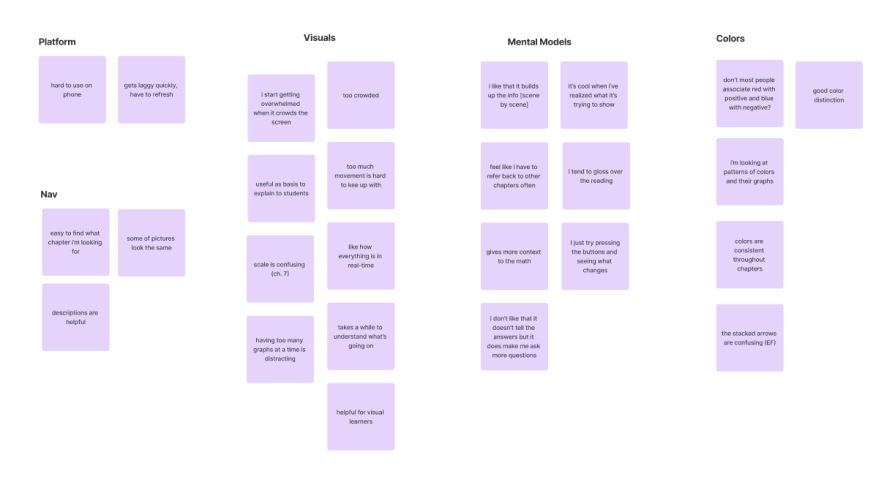 Platform
hard to use on
phone
gets laggy quickly,
have to refresh
Nav
easy to find what
chapter i'm looking
for
some of pictures
look the same
descriptions are
helpful
Visuals
i start getting
overwhelmed
when it crowds the
screen
too crowded
useful as basis to
explain to students
too much
movement is hard
to kee up with
scale is confusing
(ch. 7)
like how
everything is in
real-time
having too many
graphs at a time is
distracting
takes a while to
understand what's
going on
helpful for visual
learners
Mental Models
i like that it builds
up the info [scene
by scene]
it's cool when i've
realized what it's
trying to show
feel like i have to
refer back to other
chapters often
i tend to gloss over
the reading
gives more context
to the math
I just try pressing
the buttons and
seeing what
changes
i don't like that it
doesn't tell the
answers but it
does make me ask
more questions
Colors
don't most people
associate red with
positive and blue
with negative?
good color
distinction
i'm looking at
patterns of colors
and their graphs
colors are
consistent
throughout
chapters
the stacked arrows
are confusing (EF)